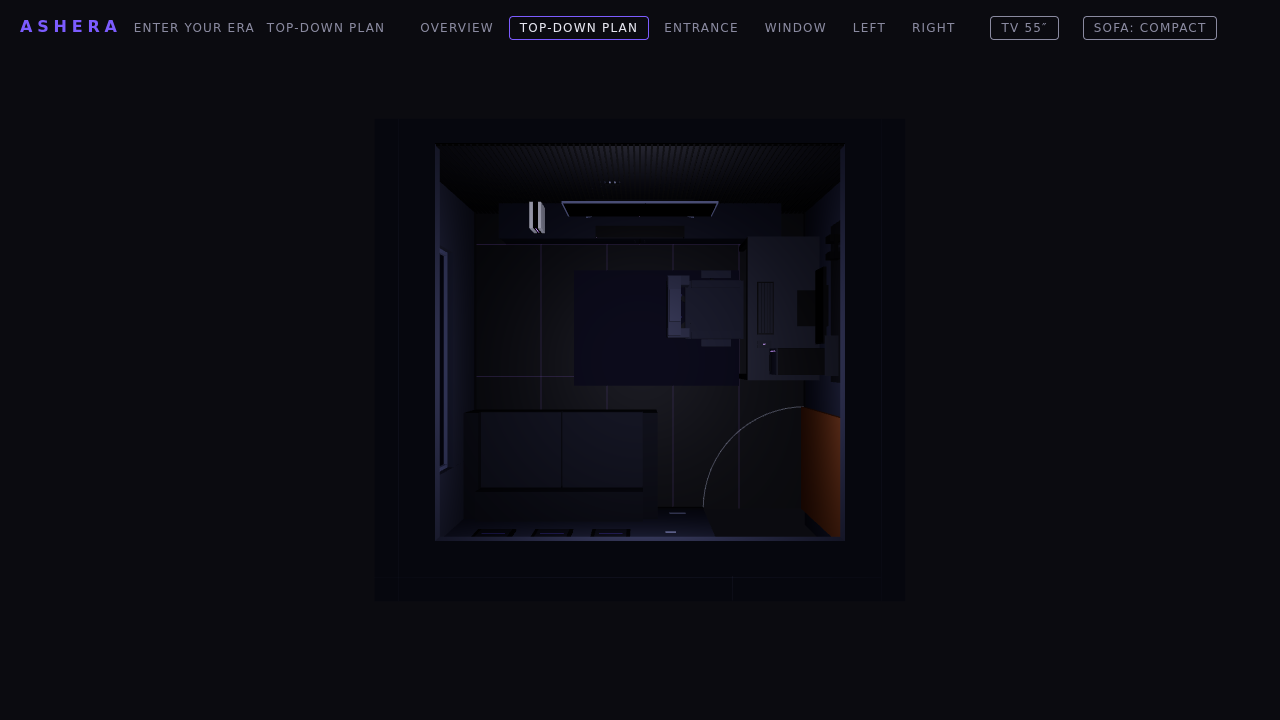 ASHERA ENTER YOUR ERA TOP-DOWN PLAN OVERVIEW TOP-DOWN PLAN ENTRANCE WINDOW LEFT RIGHT TV 55″ SOFA: COMPACT